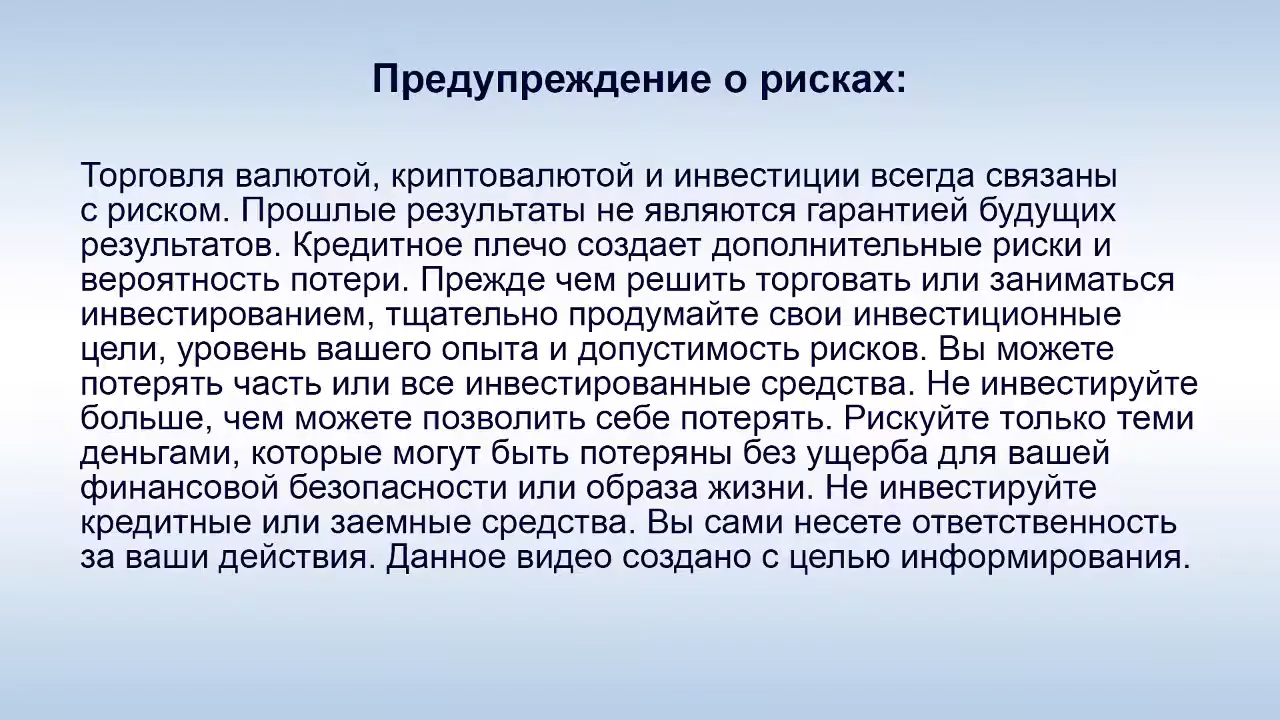 Предупреждение о рисках:
Торговля валютой, криптовалютой и инвестиции всегда связаны
с риском. Прошлые результаты не являются гарантией будущих
результатов. Кредитное плечо создает дополнительные риски и
вероятность потери. Прежде чем решить торговать или заниматься
инвестированием, тщательно продумайте свои инвестиционные
цели, уровень вашего опыта и допустимость рисков. Вы можете
потерять часть или все инвестированные средства. Не инвестируйте
больше, чем можете позволить себе потерять. Рискуйте только теми
деньгами, которые могут быть потеряны без ущерба для вашей
финансовой безопасности или образа жизни. Не инвестируйте
кредитные или заемные средства. Вы сами несете ответственность
за ваши действия. Данное видео создано с целью информирования.